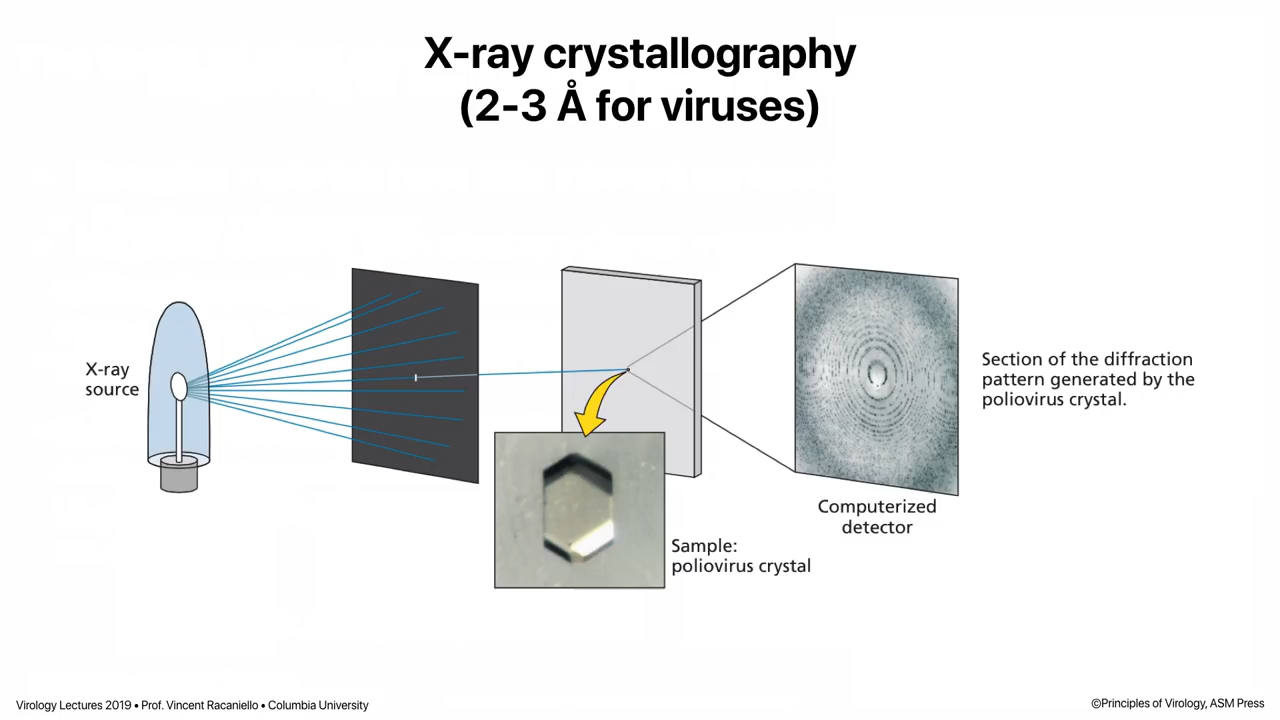 X-ray crystallography
(2-3 Å for viruses)
X-ray
source
Section of the diffraction
pattern generated by the
poliovirus crystal.
Computerized
detector
Sample:
poliovirus crystal
Virology Lectures 2019 • Prof. Vincent Racaniello • Columbia University
©Principles of Virology, ASM Press